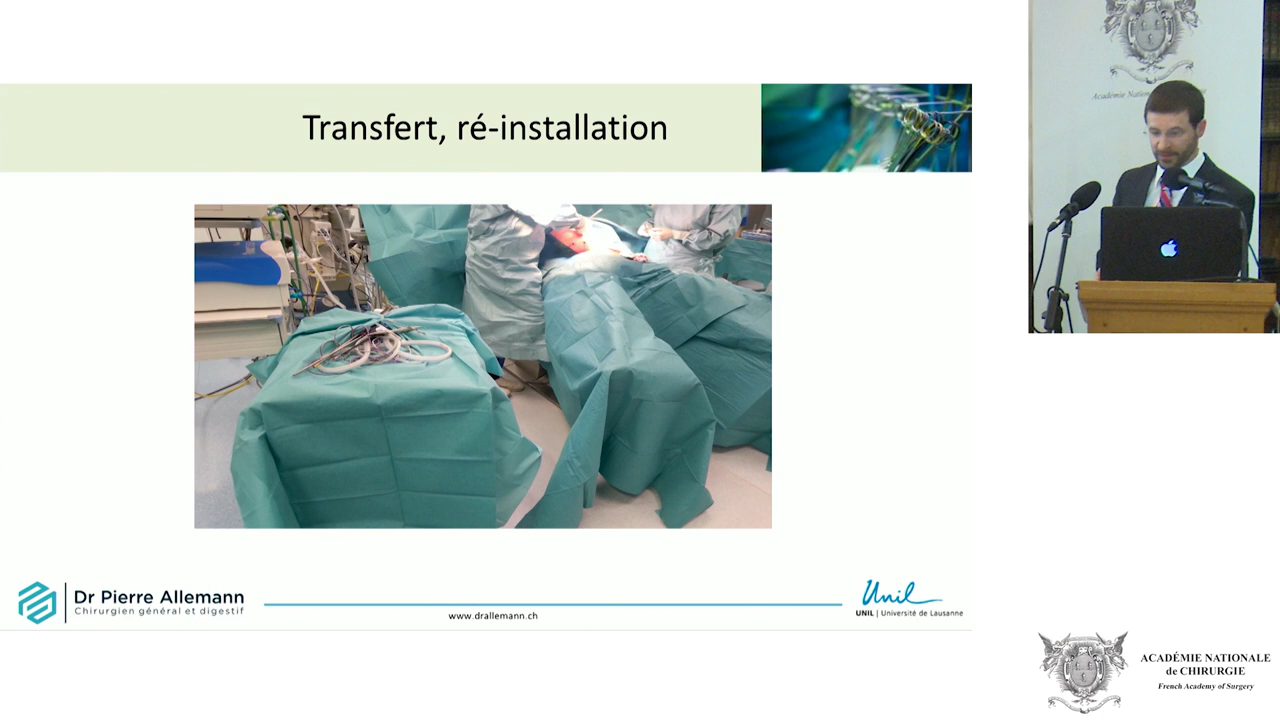 Transfert, ré-installation
Dr Pierre Allemann
Chirurgien général et digestif
www.drallemann.ch
Unil
UNIL | Université de Lausanne
ACADÉMIE NATIONALE
de CHIRURGIE
French Academy of Surgery